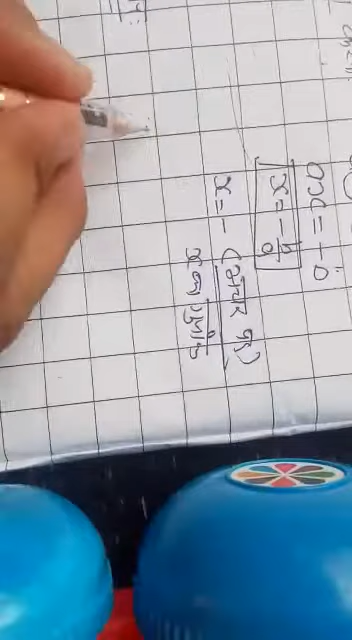 ax = -b
x = -b/a
x = - (अचर पद)
x का गुणांक